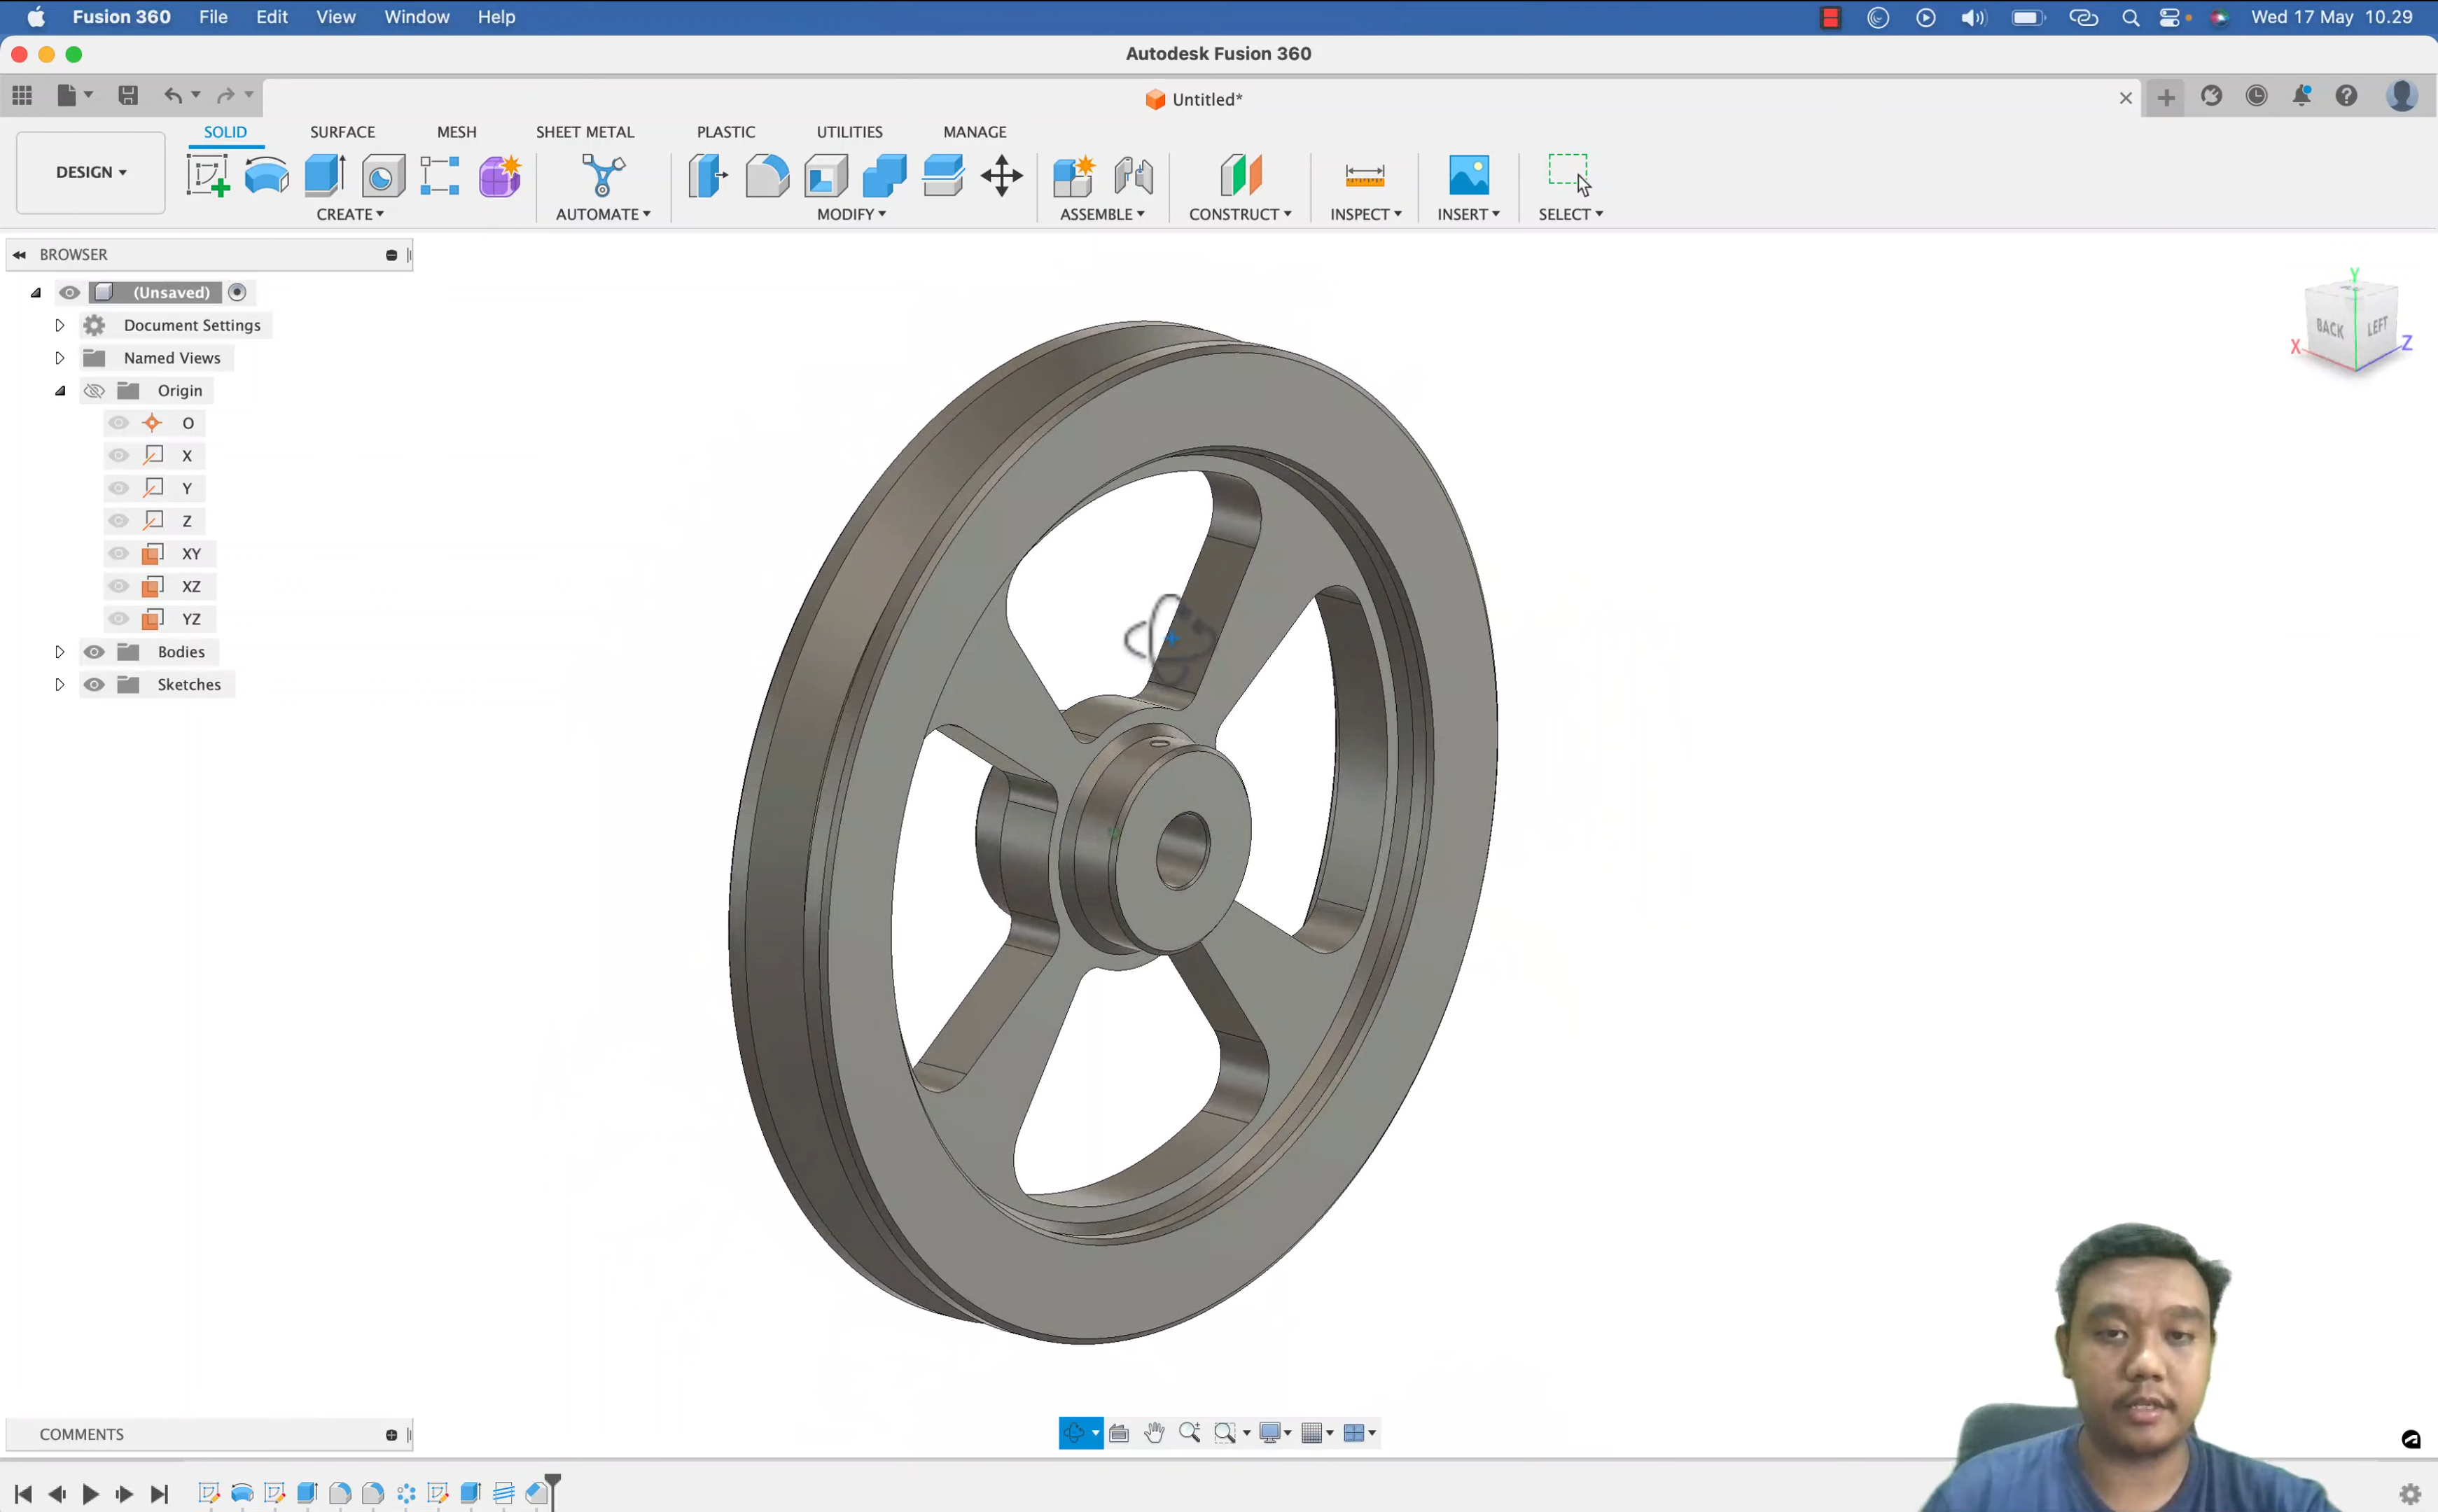 Fusion 360 File Edit View Window Help Wed 17 May 10.29
Autodesk Fusion 360
Untitled*
SOLID SURFACE MESH SHEET METAL PLASTIC UTILITIES MANAGE
DESIGN
CREATE AUTOMATE MODIFY ASSEMBLE CONSTRUCT INSPECT INSERT SELECT
BROWSER
(Unsaved)
Document Settings
Named Views
Origin
O
X
Y
Z
XY
XZ
YZ
Bodies
Sketches
Y
BACK LEFT
X Z
COMMENTS